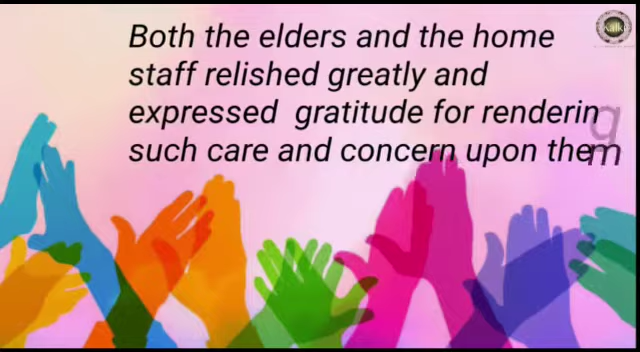 Kalki
Both the elders and the home
staff relished greatly and
expressed gratitude for renderin
g
such care and concern upon them